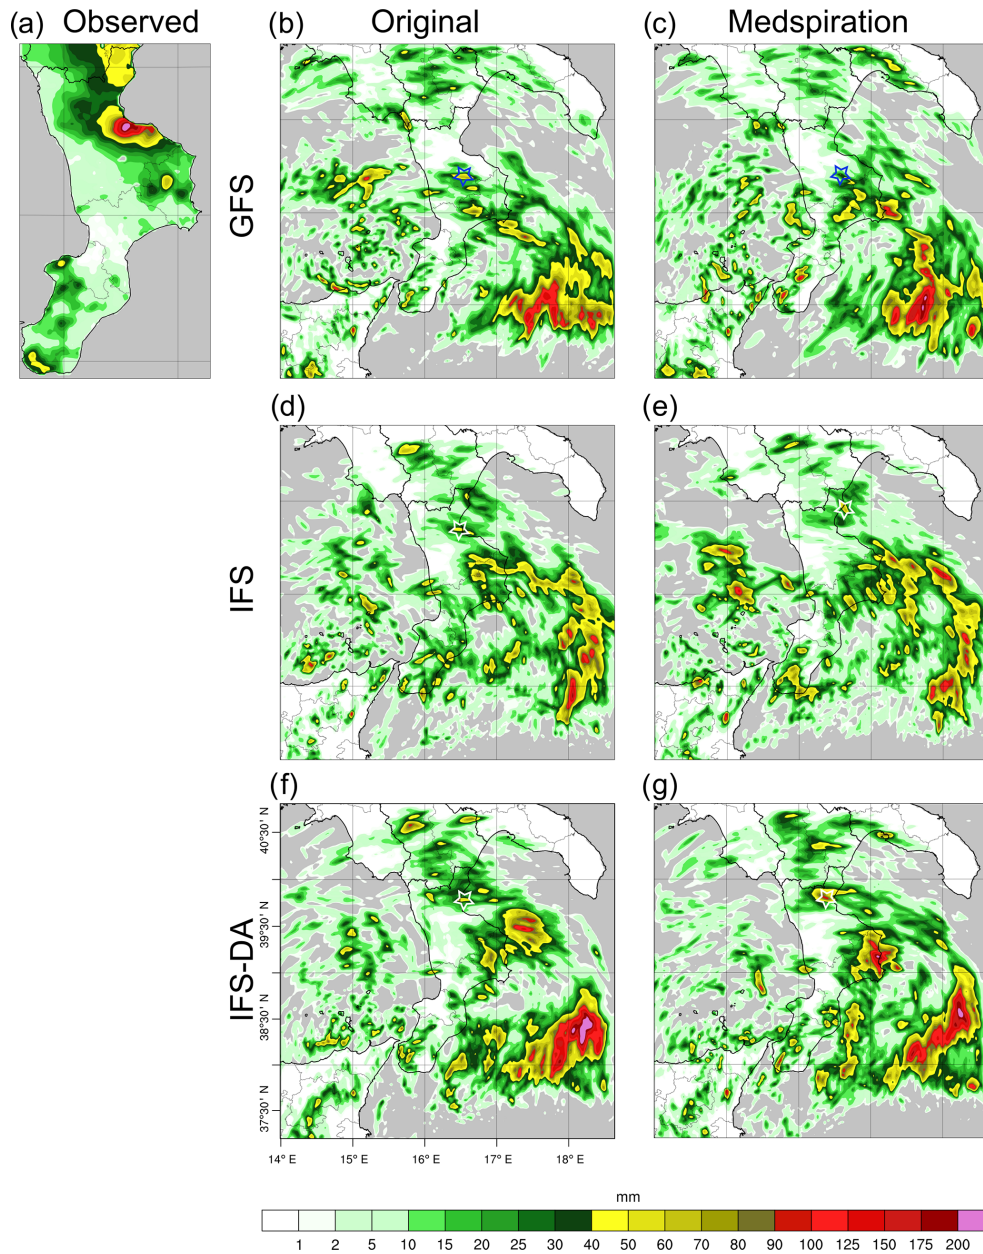 (a) Observed
(b) Original
(c) Medspiration
GFS
(d)
(e)
IFS
(f)
(g)
IFS-DA
40°30' N
39°30' N
38°30' N
37°30' N
14° E 15° E 16° E 17° E 18° E
mm
1 2 5 10 15 20 25 30 40 50 60 70 80 90 100 125 150 175 200